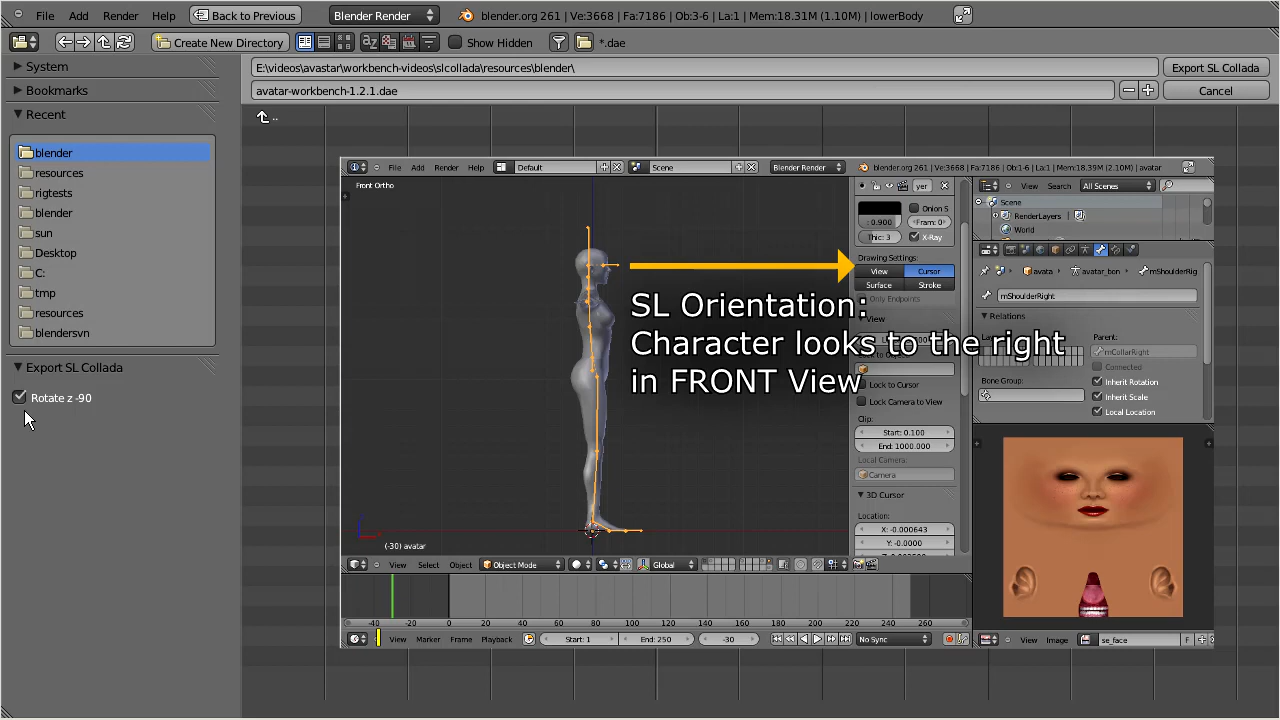 File Add Render Help Back to Previous Blender Render blender.org 261 | Ve:3668 | Fa:7186 | Ob:3-6 | La:1 | Mem:18.31M (1.10M) | lowerBody
Create New Directory Show Hidden *.dae
System
Bookmarks
Recent
blender
resources
rigtests
blender
sun
Desktop
C:
tmp
resources
blendersvn
Export SL Collada
Rotate z -90
E:\videos\avastar\workbench-videos\slcollada\resources\blender\
Export SL Collada
avatar-workbench-1.2.1.dae
Cancel
..
File Add Render Help Default Scene Blender Render blender.org 261 | Ve:3668 | Fa:7186 | Ob:1-6 | La:1 | Mem:18.39M (2.10M) | avatar
Front Ortho
SL Orientation:
Character looks to the right
in FRONT View
(-30) avatar
yer
Onion S
: 0.900
Fram: 0
Thic: 3
X-Ray
Drawing Settings:
View Cursor
Surface Stroke
Only Endpoints
View
Lock to Cursor
Lock Camera to View
Clip:
Start: 0.100
End: 1000.000
Local Camera:
Camera
3D Cursor
Location:
X: -0.000643
Y: -0.0000
View Search All Scenes
Scene
RenderLayers
World
avata avatar_bon mShoulderRig
mShoulderRight
Relations
Parent:
mCollarRight
Connected
Bone Group:
Inherit Rotation
Inherit Scale
Local Location
View Select Object Object Mode Global
-40 -20 0 20 40 60 80 100 120 140 160 180 200 220 240 260
View Marker Frame Playback Start: 1 End: 250 -30 No Sync
View Image se_face F